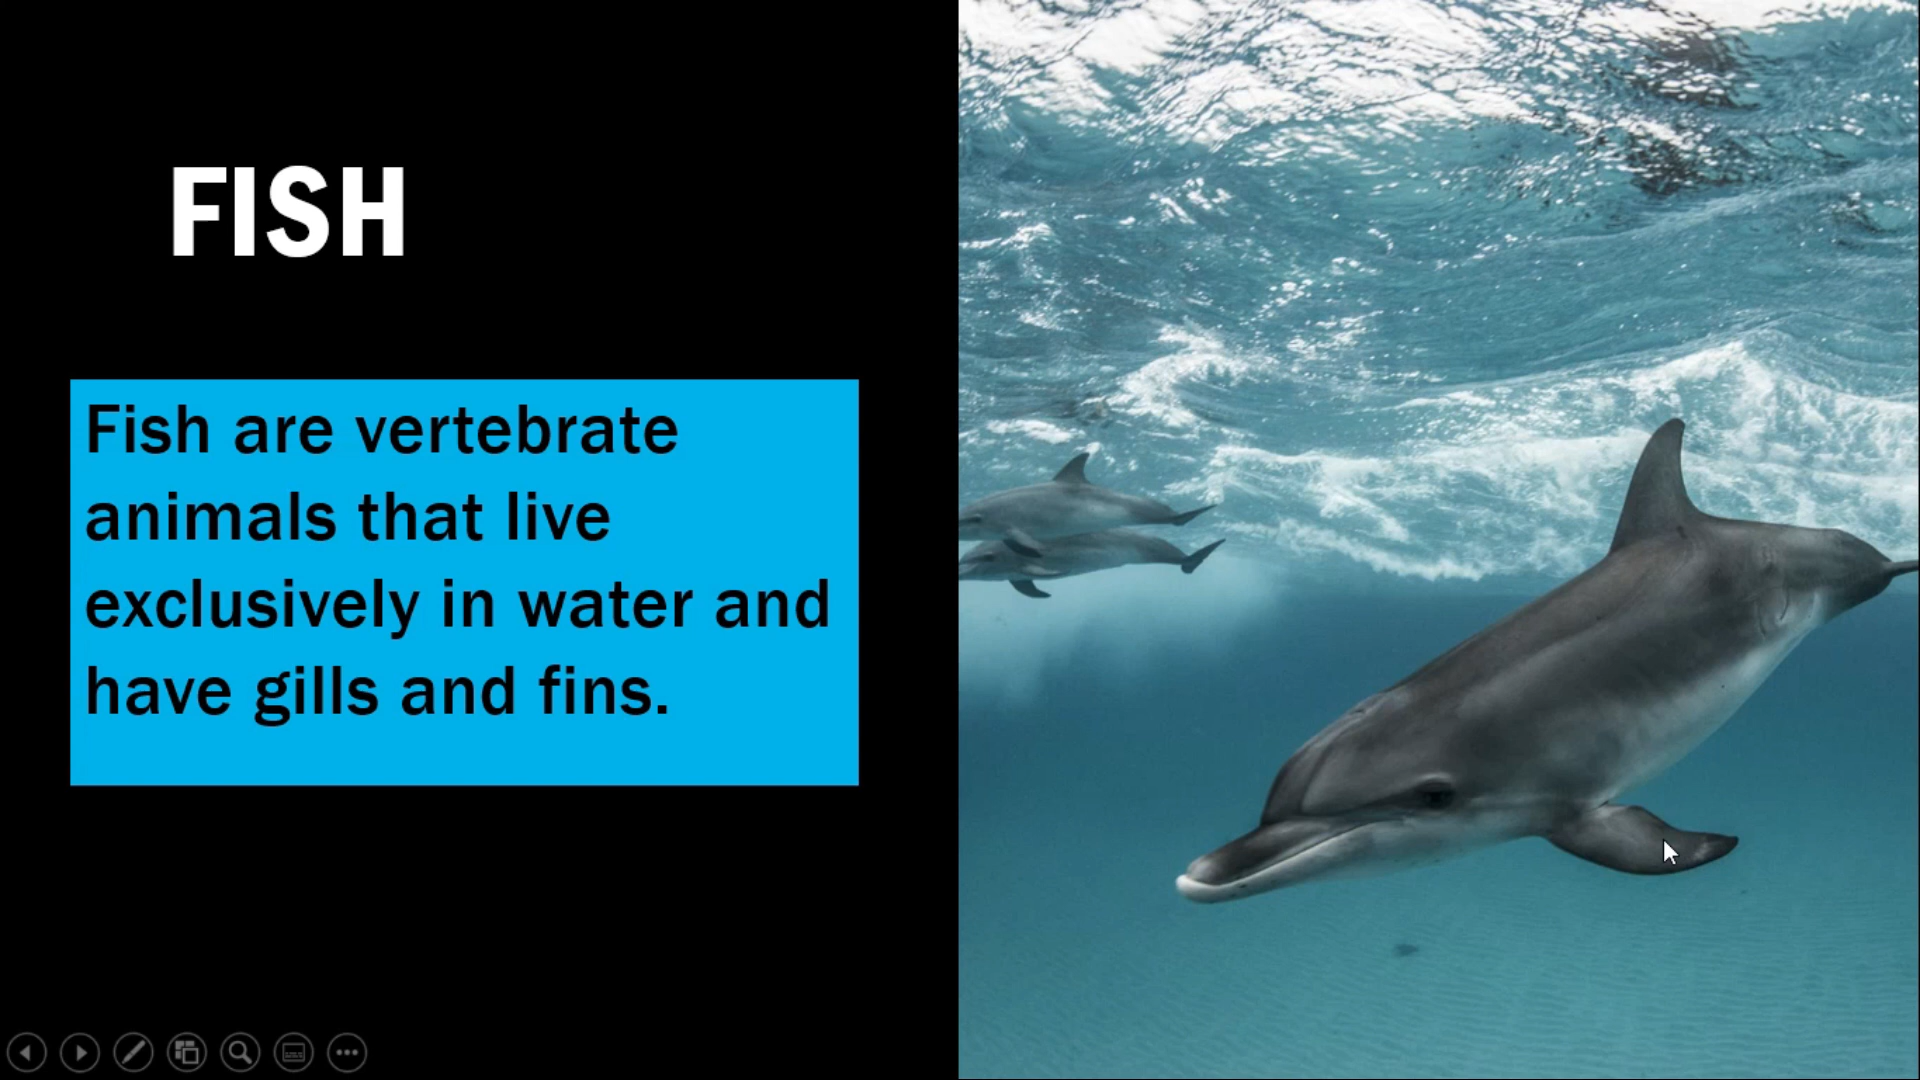 FISH
Fish are vertebrate
animals that live
exclusively in water and
have gills and fins.